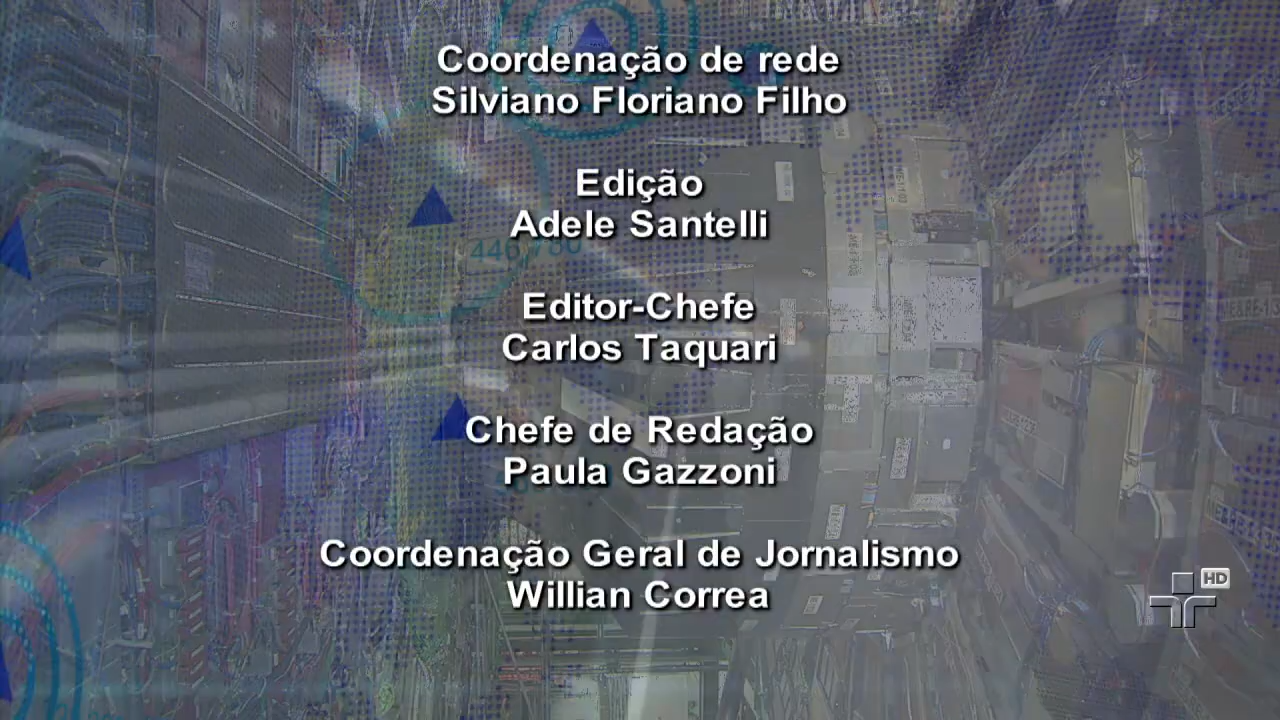 Coordenação de rede
Silviano Floriano Filho
Edição
Adele Santelli
Editor-Chefe
Carlos Taquari
Chefe de Redação
Paula Gazzoni
Coordenação Geral de Jornalismo
Willian Correa
HD